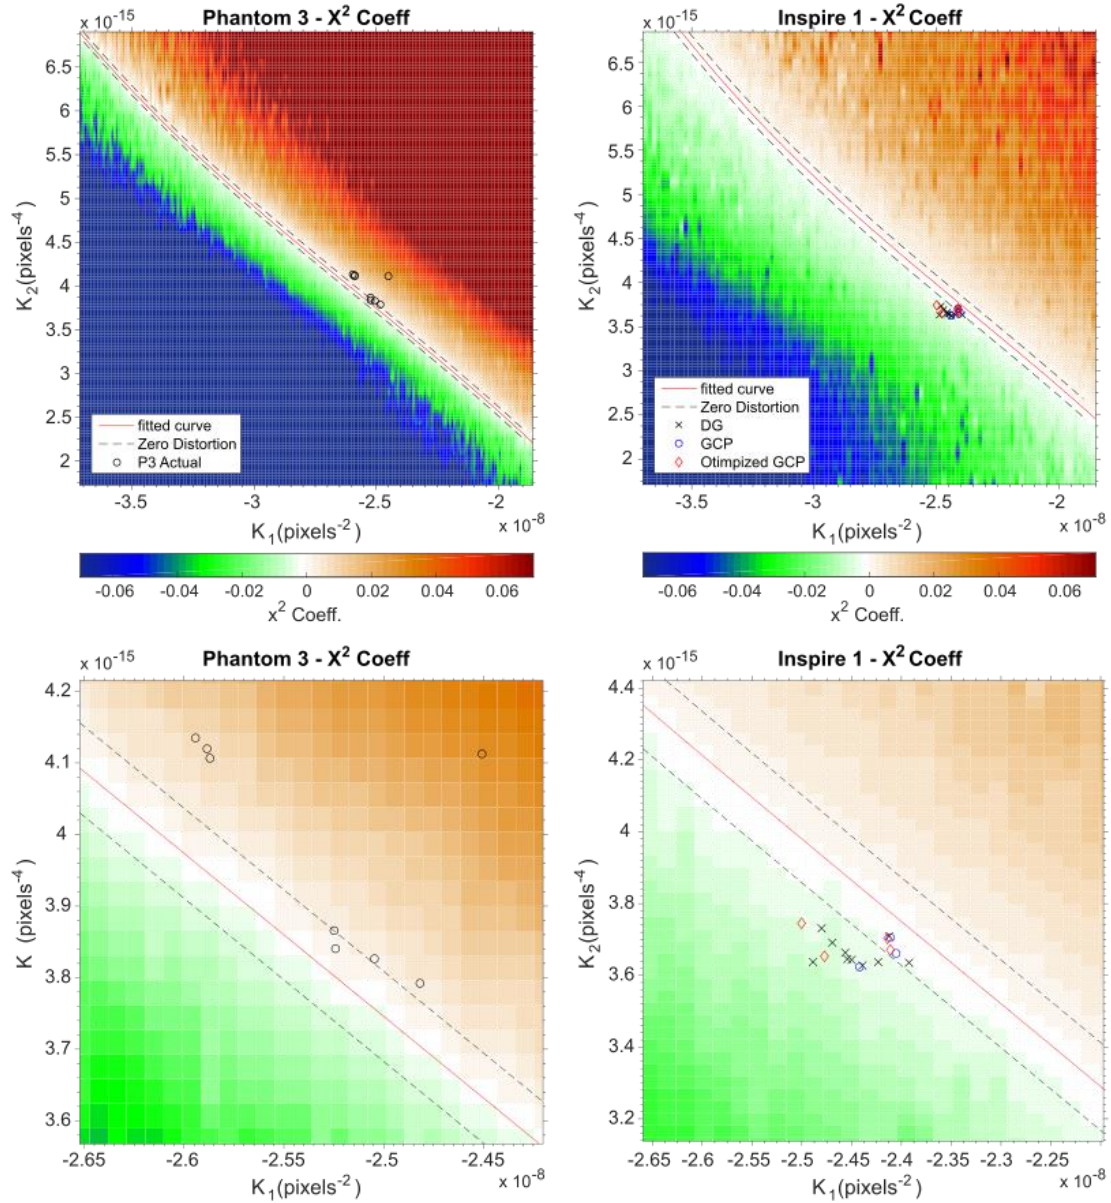 Phantom 3 - X² Coeff
x 10⁻¹⁵
6.5
6
5.5
5
4.5
4
3.5
3
2.5
2
K₂(pixels⁻⁴)
fitted curve
Zero Distortion
P3 Actual
-3.5 -3 -2.5 -2
x 10⁻⁸
K₁(pixels⁻²)
-0.06 -0.04 -0.02 0 0.02 0.04 0.06
x² Coeff.
Inspire 1 - X² Coeff
x 10⁻¹⁵
6.5
6
5.5
5
4.5
4
3.5
3
2.5
2
K₂(pixels⁻⁴)
fitted curve
Zero Distortion
DG
GCP
Otimpized GCP
-3.5 -3 -2.5 -2
x 10⁻⁸
K₁(pixels⁻²)
-0.06 -0.04 -0.02 0 0.02 0.04 0.06
x² Coeff.
Phantom 3 - X² Coeff
x 10⁻¹⁵
4.2
4.1
4
3.9
3.8
3.7
3.6
K (pixels⁻⁴)
-2.65 -2.6 -2.55 -2.5 -2.45
x 10⁻⁸
K₁(pixels⁻²)
Inspire 1 - X² Coeff
x 10⁻¹⁵
4.4
4.2
4
3.8
3.6
3.4
3.2
K₂(pixels⁻⁴)
-2.65 -2.6 -2.55 -2.5 -2.45 -2.4 -2.35 -2.3 -2.25
x 10⁻⁸
K₁(pixels⁻²)